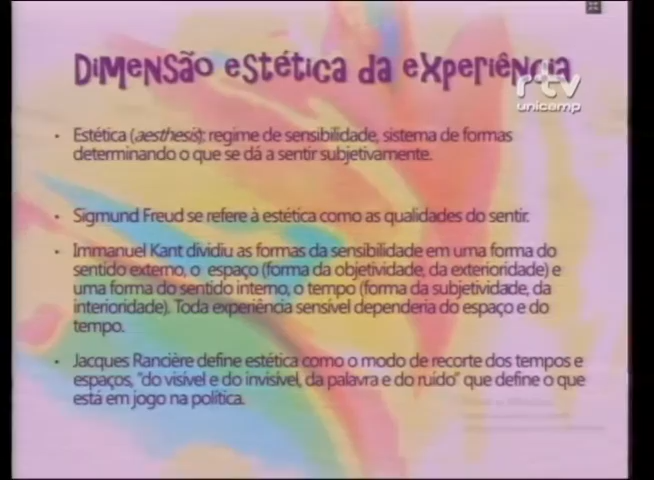 Dimensão estética da experiência
rtv
unicamp
• Estética (aesthesis): regime de sensibilidade, sistema de formas
determinando o que se dá a sentir subjetivamente.
• Sigmund Freud se refere à estética como as qualidades do sentir.
• Immanuel Kant dividiu as formas da sensibilidade em uma forma do
sentido externo, o espaço (forma da objetividade, da exterioridade) e
uma forma do sentido interno, o tempo (forma da subjetividade, da
interioridade). Toda experiência sensível dependeria do espaço e do
tempo.
• Jacques Rancière define estética como o modo de recorte dos tempos e
espaços, "do visível e do invisível, da palavra e do ruído" que define o que
está em jogo na política.